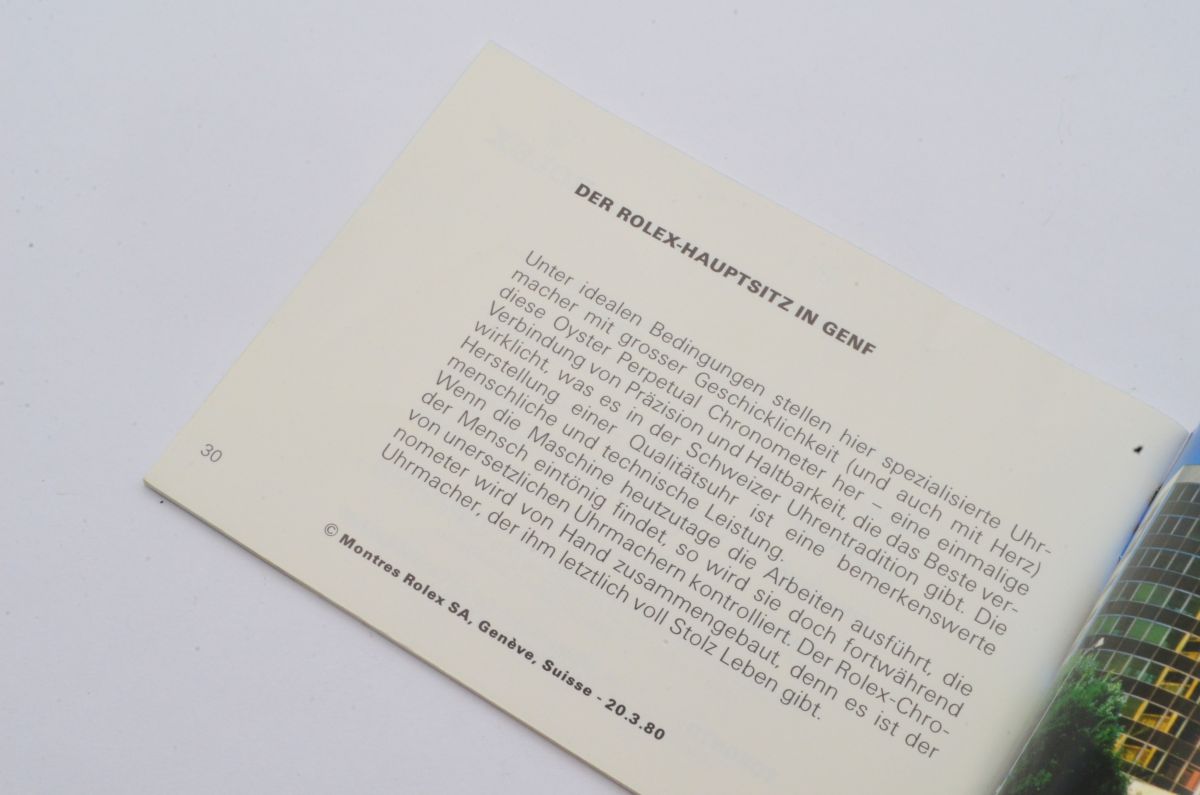 DER ROLEX-HAUPTSITZ IN GENF
Unter idealen Bedingungen stellen hier spezialisierte Uhr-
macher mit grosser Geschicklichkeit (und auch mit Herz)
diese Oyster Perpetual Chronometer her – eine einmalige
Verbindung von Präzision und Haltbarkeit, die das Beste ver-
wirklicht, was es in der Schweizer Uhrentradition gibt. Die
Herstellung einer Qualitätsuhr ist eine bemerkenswerte
menschliche und technische Leistung.
Wenn die Maschine heutzutage die Arbeiten ausführt, die
der Mensch eintönig findet, so wird sie doch fortwährend
von unersetzlichen Uhrmachern kontrolliert. Der Rolex-Chro-
nometer wird von Hand zusammengebaut, denn es ist der
Uhrmacher, der ihm letztlich voll Stolz Leben gibt.
30
© Montres Rolex SA, Genève, Suisse - 20.3.80